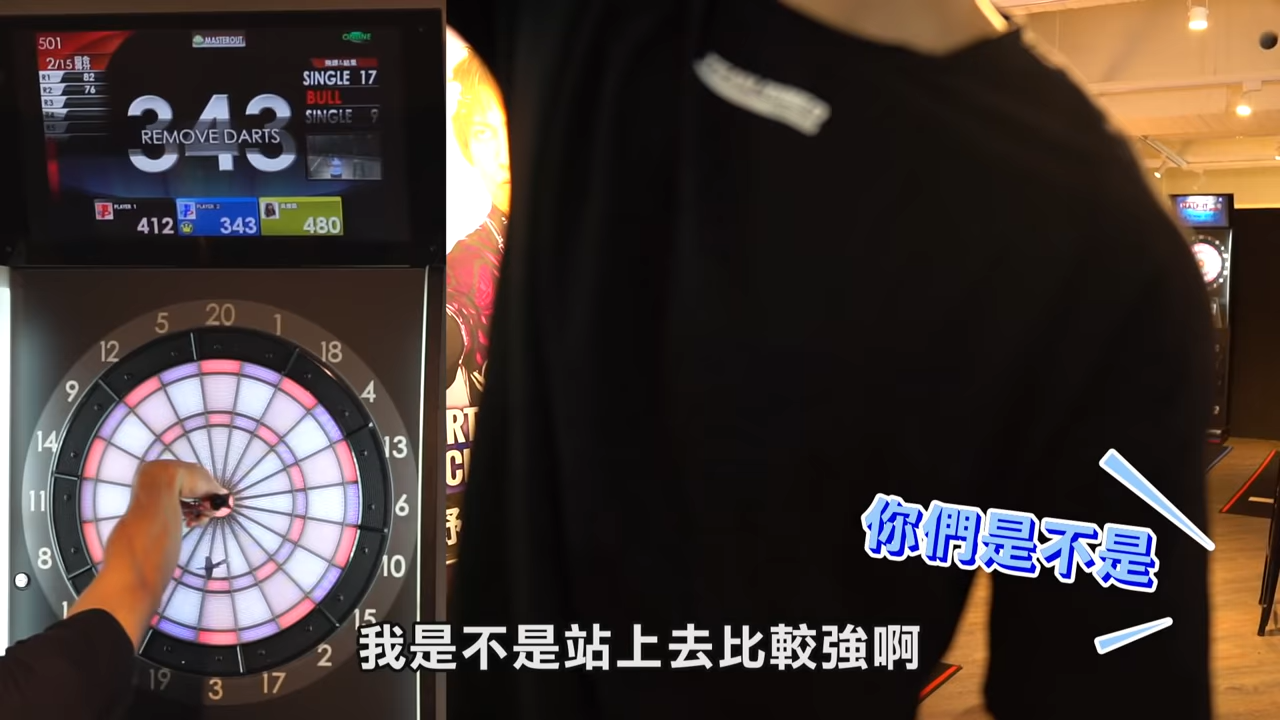 501
MASTEROUT
2/15
R1 82
R2 76
R3
R4
343
REMOVE DARTS
SINGLE 17
BULL
SINGLE 9
PLAYER 1
412
PLAYER 2
343
480
20
5 1
12 18
9 4
14 13
11 6
8 10
15
2
19 17
3
你們是不是
我是不是站上去比較強啊